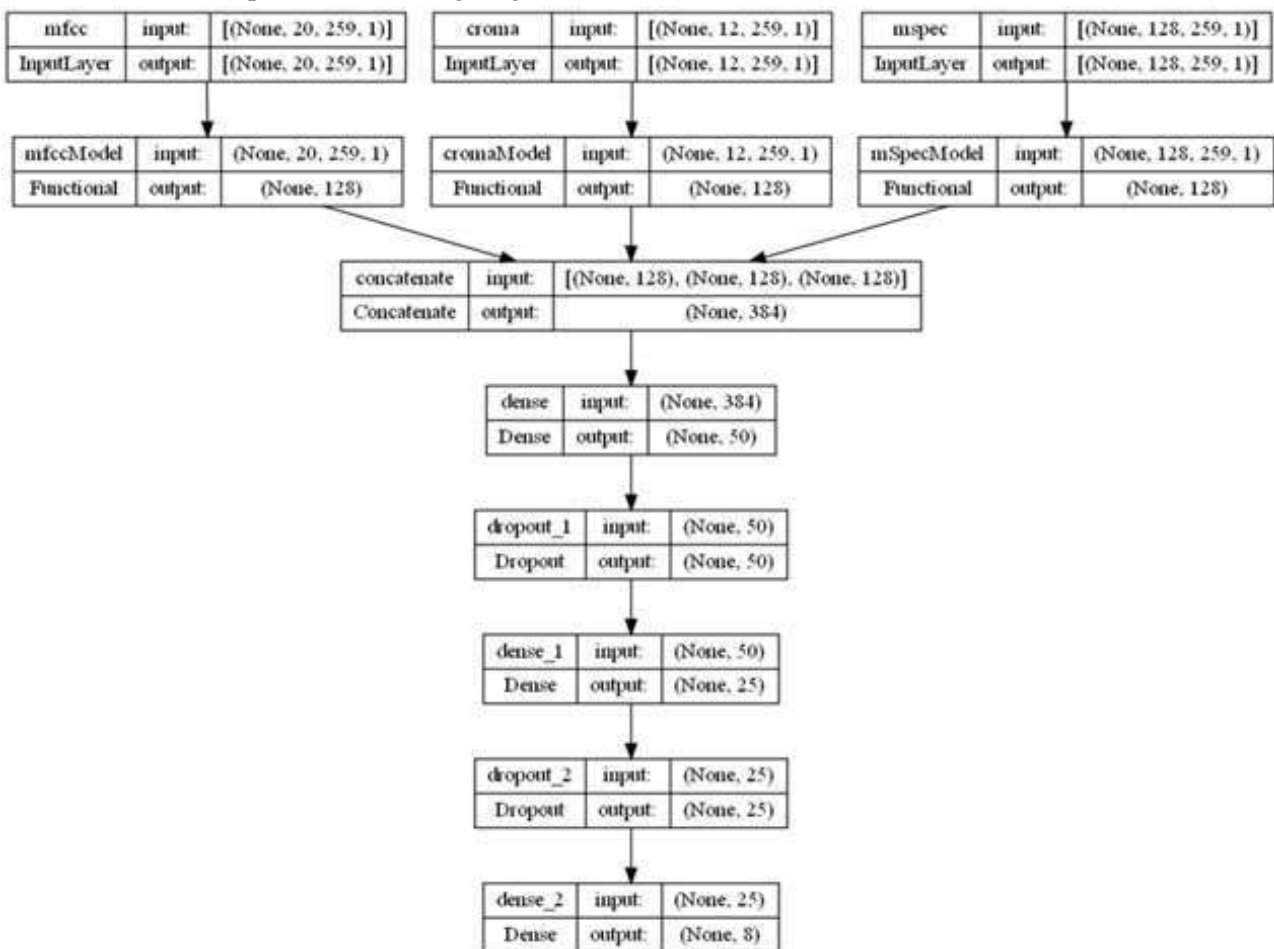 mfcc input: [(None, 20, 259, 1)]
InputLayer output: [(None, 20, 259, 1)]
croma input: [(None, 12, 259, 1)]
InputLayer output: [(None, 12, 259, 1)]
mspec input: [(None, 128, 259, 1)]
InputLayer output: [(None, 128, 259, 1)]
mfccModel input: (None, 20, 259, 1)
Functional output: (None, 128)
cromaModel input: (None, 12, 259, 1)
Functional output: (None, 128)
mSpecModel input: (None, 128, 259, 1)
Functional output: (None, 128)
concatenate input: [(None, 128), (None, 128), (None, 128)]
Concatenate output: (None, 384)
dense input: (None, 384)
Dense output: (None, 50)
dropout_1 input: (None, 50)
Dropout output: (None, 50)
dense_1 input: (None, 50)
Dense output: (None, 25)
dropout_2 input: (None, 25)
Dropout output: (None, 25)
dense_2 input: (None, 25)
Dense output: (None, 8)